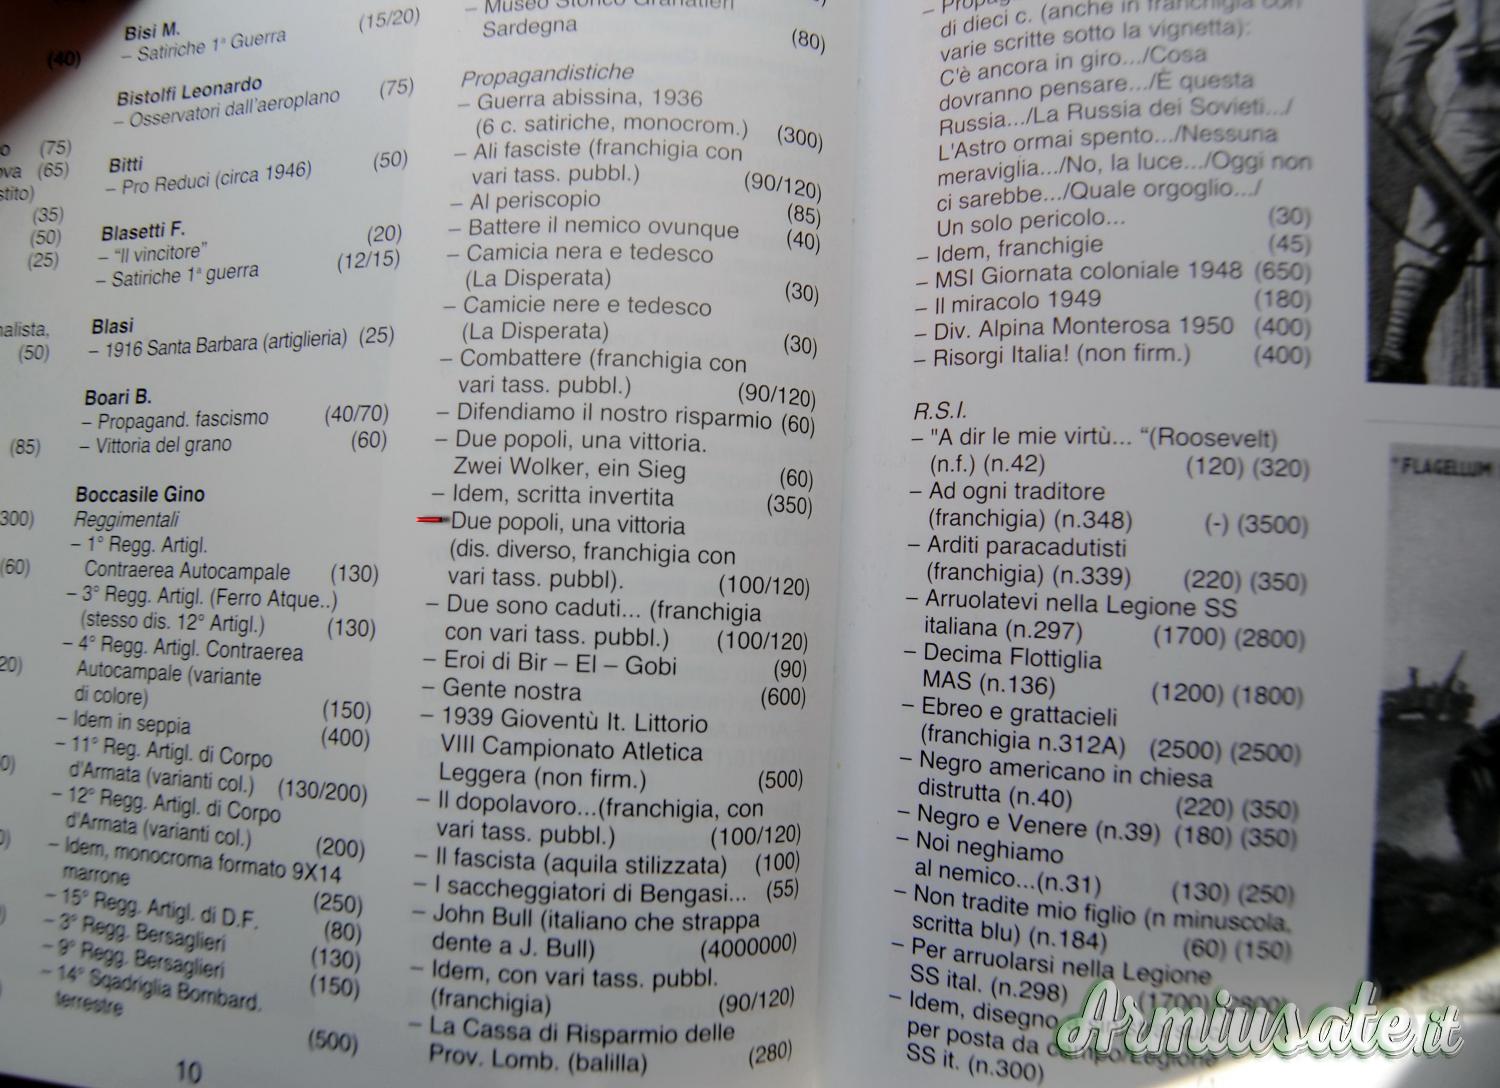 (40)
o (75)
ova (65)
stito)
(35)
(50)
(25)
nalista,
(50)
(85)
300)
(60)
20)
Bisi M.
– Satiriche 1ª Guerra (15/20)
Bistolfi Leonardo
– Osservatori dall'aeroplano (75)
Bitti
– Pro Reduci (circa 1946) (50)
Blasetti F.
– “Il vincitore” (20)
– Satiriche 1ª guerra (12/15)
Blasi
– 1916 Santa Barbara (artiglieria) (25)
Boari B.
– Propagand. fascismo (40/70)
– Vittoria del grano (60)
Boccasile Gino
Reggimentali
– 1° Regg. Artigl.
Contraerea Autocampale (130)
– 3° Regg. Artigl. (Ferro Atque..)
(stesso dis. 12° Artigl.) (130)
– 4° Regg. Artigl. Contraerea
Autocampale (variante
di colore) (150)
– Idem in seppia (400)
– 11° Reg. Artigl. di Corpo
d'Armata (varianti col.) (130/200)
– 12° Regg. Artigl. di Corpo
d'Armata (varianti col.) (200)
– Idem, monocroma formato 9X14
marrone (250)
– 15° Regg. Artigl. di D.F. (80)
– 3° Regg. Bersaglieri (130)
– 9° Regg. Bersaglieri (150)
– 14° Sqadriglia Bombard.
terrestre (500)
10
– Museo Storico Granatieri
Sardegna (80)
Propagandistiche
– Guerra abissina, 1936
(6 c. satiriche, monocrom.) (300)
– Ali fasciste (franchigia con
vari tass. pubbl.) (90/120)
– Al periscopio (85)
– Battere il nemico ovunque (40)
– Camicia nera e tedesco
(La Disperata) (30)
– Camicie nere e tedesco
(La Disperata) (30)
– Combattere (franchigia con
vari tass. pubbl.) (90/120)
– Difendiamo il nostro risparmio (60)
– Due popoli, una vittoria.
Zwei Wolker, ein Sieg (60)
– Idem, scritta invertita (350)
Due popoli, una vittoria
(dis. diverso, franchigia con
vari tass. pubbl). (100/120)
– Due sono caduti... (franchigia
con vari tass. pubbl.) (100/120)
– Eroi di Bir – El – Gobi (90)
– Gente nostra (600)
– 1939 Gioventù It. Littorio
VIII Campionato Atletica
Leggera (non firm.) (500)
– Il dopolavoro...(franchigia, con
vari tass. pubbl.) (100/120)
– Il fascista (aquila stilizzata) (100)
– I saccheggiatori di Bengasi... (55)
– John Bull (italiano che strappa
dente a J. Bull) (4000000)
– Idem, con vari tass. pubbl.
(franchigia) (90/120)
– La Cassa di Risparmio delle
Prov. Lomb. (balilla) (280)
di dieci c. (anche in franchigia con
varie scritte sotto la vignetta):
C'è ancora in giro.../Cosa
dovranno pensare.../È questa
Russia.../La Russia dei Sovieti.../
L'Astro ormai spento.../Nessuna
meraviglia.../No, la luce.../Oggi non
ci sarebbe.../Quale orgoglio.../
Un solo pericolo... (30)
– Idem, franchigie (45)
– MSI Giornata coloniale 1948 (650)
– Il miracolo 1949 (180)
– Div. Alpina Monterosa 1950 (400)
– Risorgi Italia! (non firm.) (400)
R.S.I.
– "A dir le mie virtù... “(Roosevelt)
(n.f.) (n.42) (120) (320)
– Ad ogni traditore
(franchigia) (n.348) (-) (3500)
– Arditi paracadutisti
(franchigia) (n.339) (220) (350)
– Arruolatevi nella Legione SS
italiana (n.297) (1700) (2800)
– Decima Flottiglia
MAS (n.136) (1200) (1800)
– Ebreo e grattacieli
(franchigia n.312A) (2500) (2500)
– Negro americano in chiesa
distrutta (n.40) (220) (350)
– Negro e Venere (n.39) (180) (350)
– Noi neghiamo
al nemico...(n.31) (130) (250)
– Non tradite mio figlio (n minuscola,
scritta blu) (n.184) (60) (150)
– Per arruolarsi nella Legione
SS ital. (n.298) (1700) (2800)
– Idem, disegno
per posta da campo/Legione
SS it. (n.300)
"FLAGELLUM
Armiusate.it